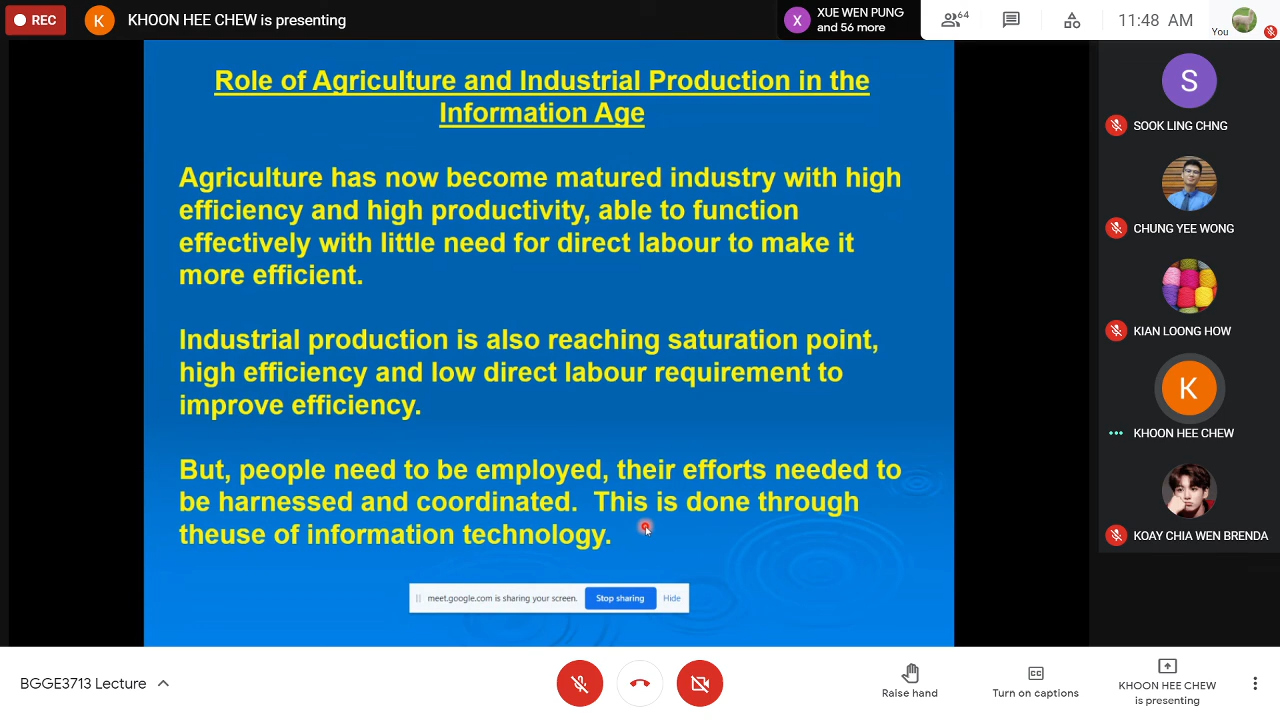 REC
K
KHOON HEE CHEW is presenting
X
XUE WEN PUNG
and 56 more
64
11:48 AM
You
Role of Agriculture and Industrial Production in the
Information Age
Agriculture has now become matured industry with high
efficiency and high productivity, able to function
effectively with little need for direct labour to make it
more efficient.
Industrial production is also reaching saturation point,
high efficiency and low direct labour requirement to
improve efficiency.
But, people need to be employed, their efforts needed to
be harnessed and coordinated.  This is done through
theuse of information technology.
meet.google.com is sharing your screen.
Stop sharing
Hide
S
SOOK LING CHNG
CHUNG YEE WONG
KIAN LOONG HOW
K
KHOON HEE CHEW
KOAY CHIA WEN BRENDA
BGGE3713 Lecture
Raise hand
CC
Turn on captions
KHOON HEE CHEW
is presenting